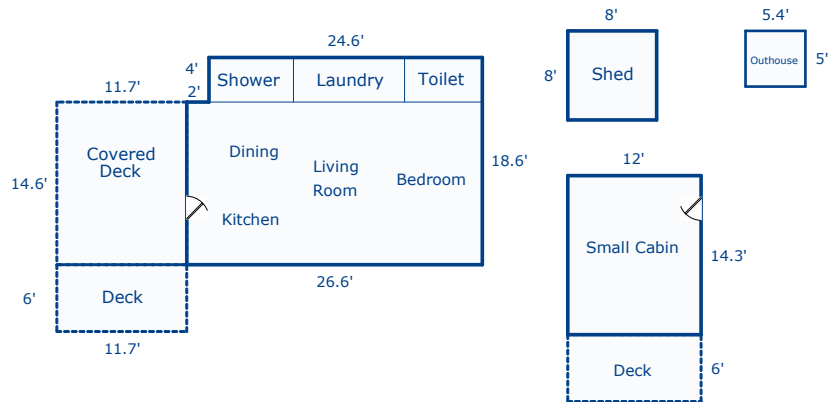 24.6'
4'
Shower
Laundry
Toilet
11.7'
2'
Covered
Deck
Dining
Living
Room
Bedroom
Kitchen
14.6'
18.6'
26.6'
6'
Deck
11.7'
8'
8'
Shed
5.4'
Outhouse
5'
12'
Small Cabin
14.3'
Deck
6'